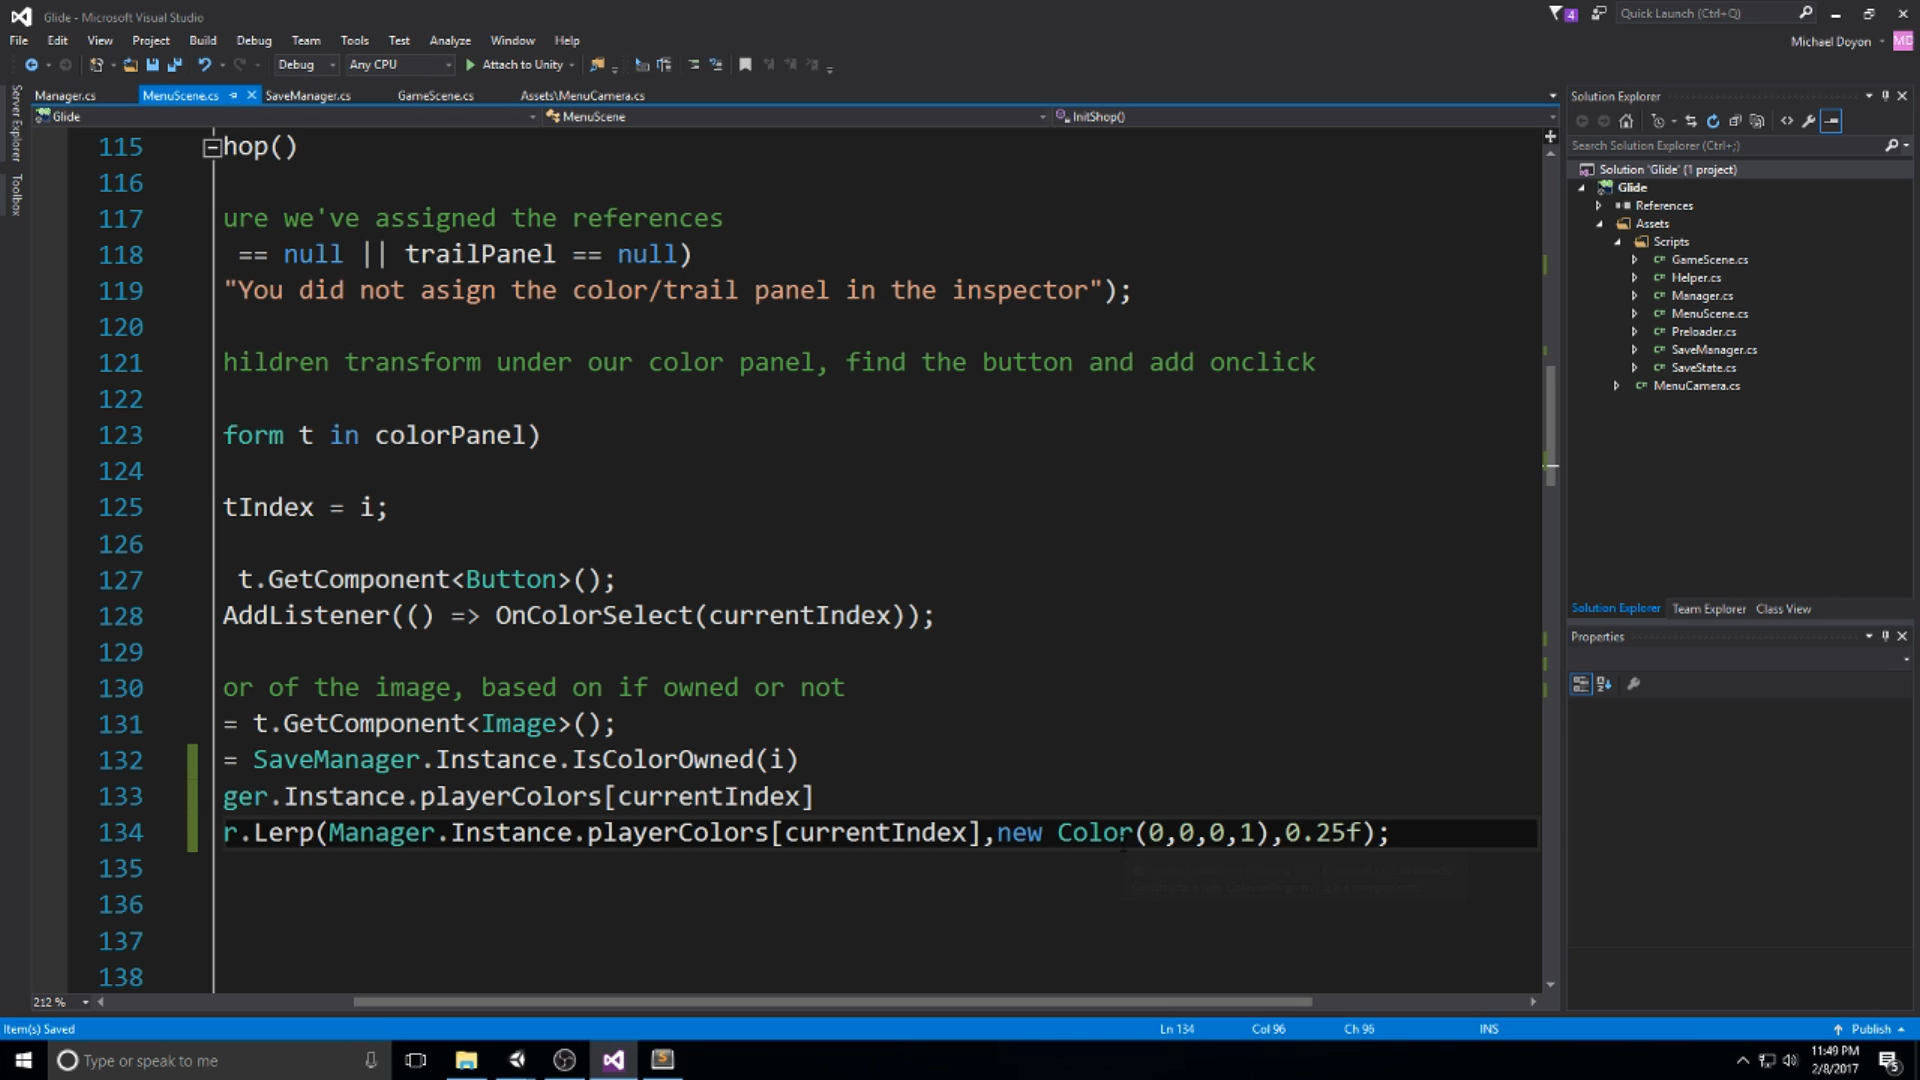 Glide - Microsoft Visual Studio
4
Quick Launch (Ctrl+Q)
File Edit View Project Build Debug Team Tools Test Analyze Window Help
Michael Doyon
MD
Debug Any CPU Attach to Unity
Server Explorer
Toolbox
Manager.cs MenuScene.cs SaveManager.cs GameScene.cs Assets\MenuCamera.cs
Glide MenuScene InitShop()
115 hop()
116
117 ure we've assigned the references
118 == null || trailPanel == null)
119 "You did not asign the color/trail panel in the inspector");
120
121 hildren transform under our color panel, find the button and add onclick
122
123 form t in colorPanel)
124
125 tIndex = i;
126
127 t.GetComponent<Button>();
128 AddListener(() => OnColorSelect(currentIndex));
129
130 or of the image, based on if owned or not
131 = t.GetComponent<Image>();
132 = SaveManager.Instance.IsColorOwned(i)
133 ger.Instance.playerColors[currentIndex]
134 r.Lerp(Manager.Instance.playerColors[currentIndex],new Color(0,0,0,1),0.25f);
135
136
137
138
212 %
Solution Explorer
Search Solution Explorer (Ctrl+;)
Solution 'Glide' (1 project)
Glide
References
Assets
Scripts
GameScene.cs
Helper.cs
Manager.cs
MenuScene.cs
Preloader.cs
SaveManager.cs
SaveState.cs
MenuCamera.cs
Solution Explorer Team Explorer Class View
Properties
Item(s) Saved Ln 134 Col 96 Ch 96 INS Publish
Type or speak to me
11:49 PM
2/8/2017
5